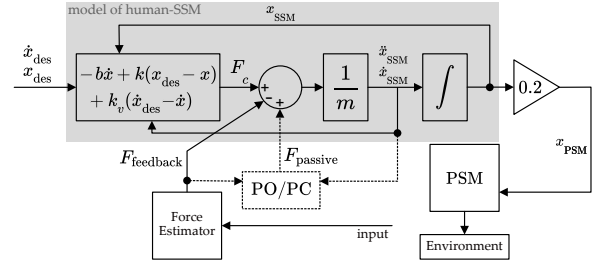 model of human-SSM
x_SSM
ẋ_des
x_des
−bẋ + k(x_des − x)
+ k_v(ẋ_des − ẋ)
F_c
+
−
+
1
m
ẍ_SSM
ẋ_SSM
∫
0.2
x_PSM
F_feedback
F_passive
PO/PC
PSM
Force
Estimator
input
Environment